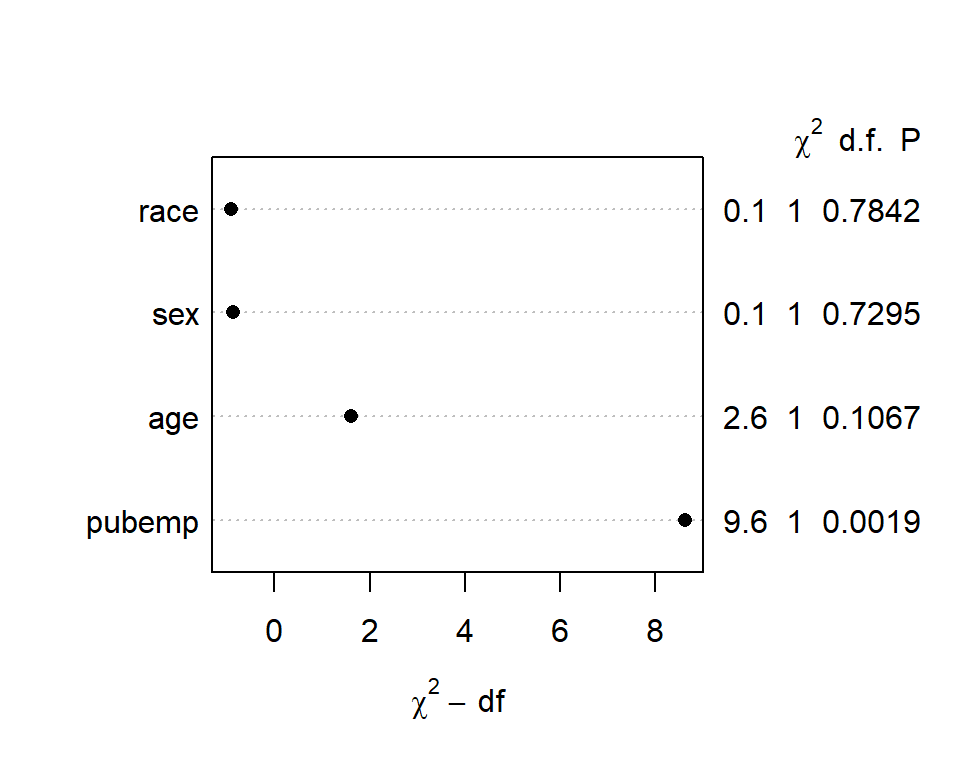 χ² d.f. P
race 0.1 1 0.7842
sex 0.1 1 0.7295
age 2.6 1 0.1067
pubemp 9.6 1 0.0019
0 2 4 6 8
χ² – df